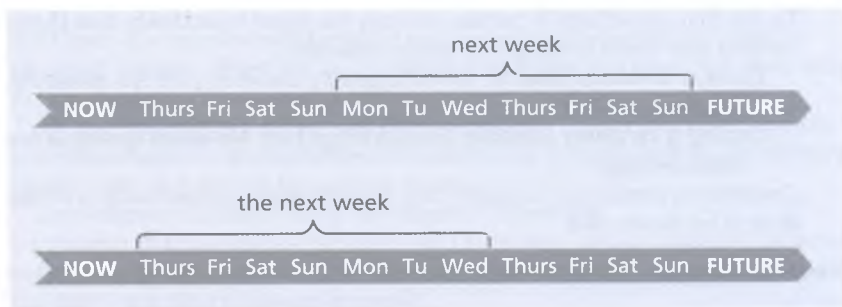 next week
NOW Thurs Fri Sat Sun Mon Tu Wed Thurs Fri Sat Sun FUTURE
the next week
NOW Thurs Fri Sat Sun Mon Tu Wed Thurs Fri Sat Sun FUTURE